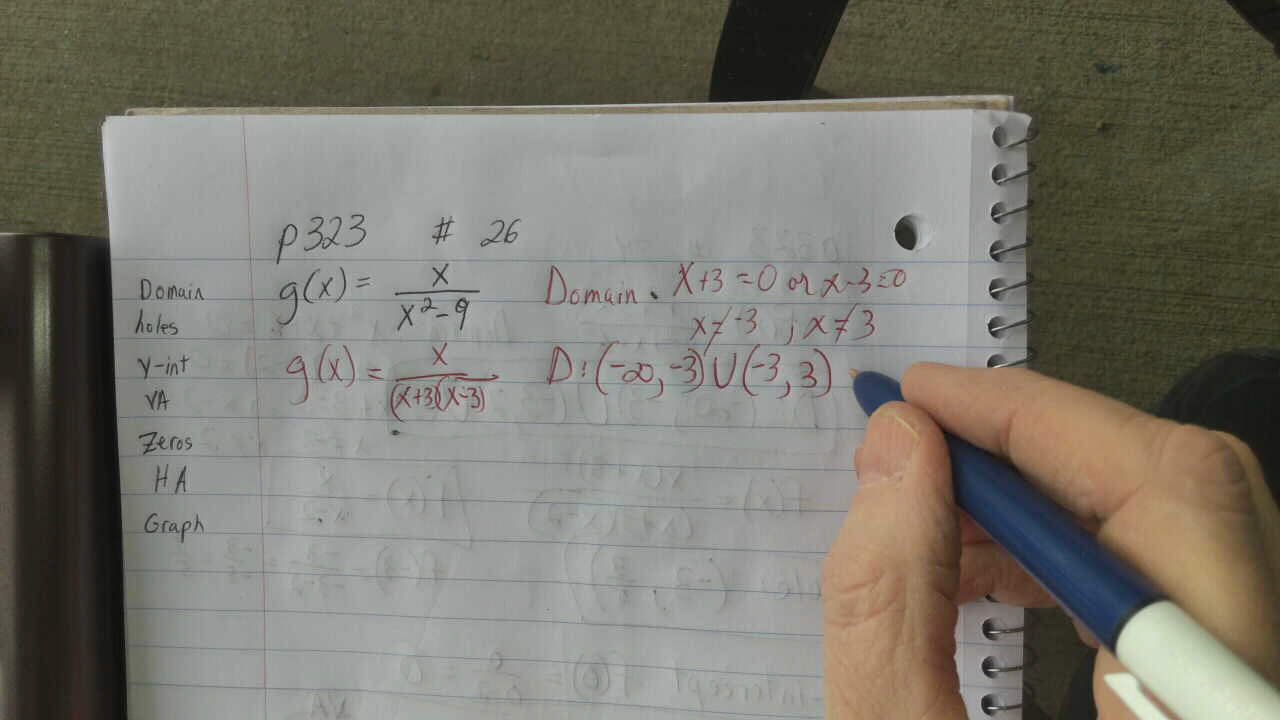 p323 # 26
Domain
holes
y-int
VA
Zeros
HA
Graph
g(x) = x / x²-9
g(x) = x / (x+3)(x-3)
Domain. x+3=0 or x-3=0
x≠-3 ; x≠3
D: (-∞,-3)∪(-3,3)